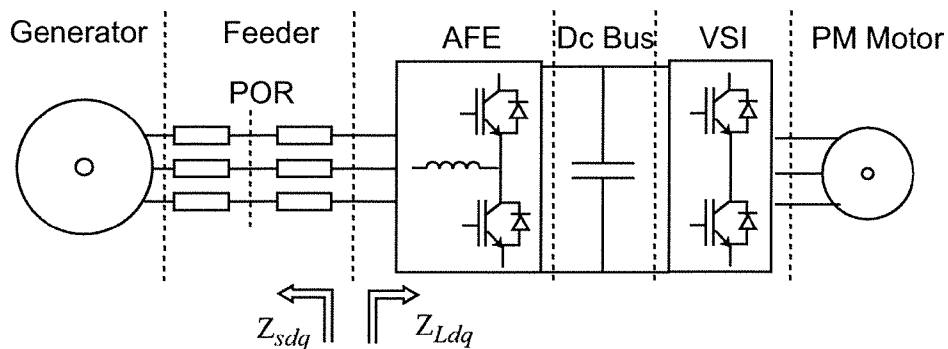 Generator Feeder AFE Dc Bus VSI PM Motor
POR
Zsdq ZLdq